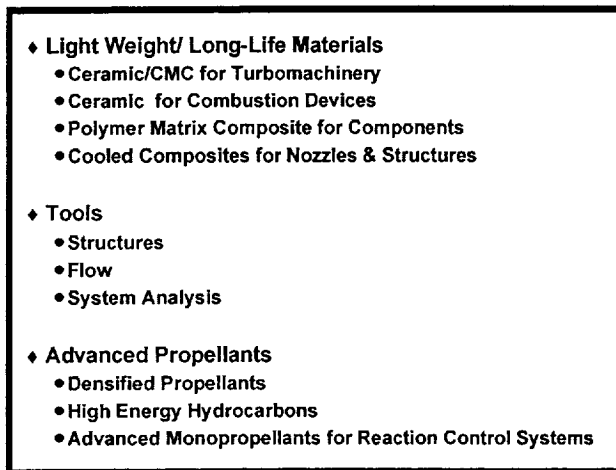 ♦ Light Weight/ Long-Life Materials
• Ceramic/CMC for Turbomachinery
• Ceramic for Combustion Devices
• Polymer Matrix Composite for Components
• Cooled Composites for Nozzles & Structures
♦ Tools
• Structures
• Flow
• System Analysis
♦ Advanced Propellants
• Densified Propellants
• High Energy Hydrocarbons
• Advanced Monopropellants for Reaction Control Systems